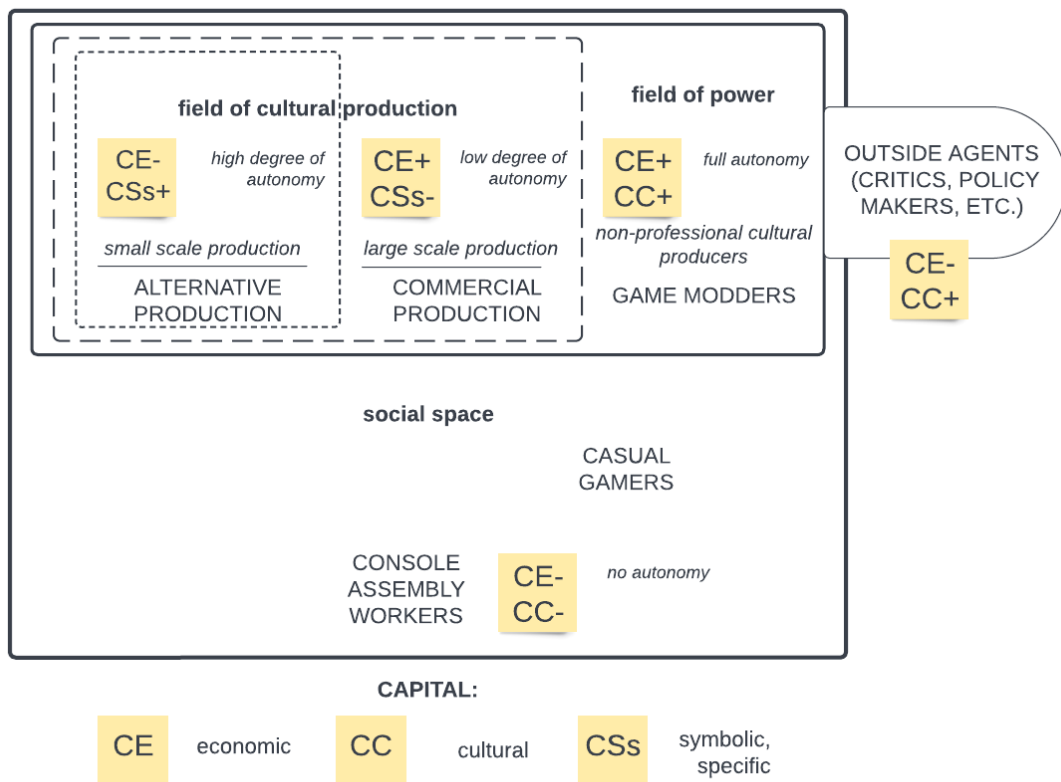 field of cultural production
CE-
CSs+
high degree of
autonomy
small scale production
ALTERNATIVE
PRODUCTION
CE+
CSs-
low degree of
autonomy
large scale production
COMMERCIAL
PRODUCTION
field of power
CE+
CC+
full autonomy
non-professional cultural
producers
GAME MODDERS
OUTSIDE AGENTS
(CRITICS, POLICY
MAKERS, ETC.)
CE-
CC+
social space
CASUAL
GAMERS
CONSOLE
ASSEMBLY
WORKERS
CE-
CC-
no autonomy
CAPITAL:
CE
economic
CC
cultural
CSs
symbolic,
specific